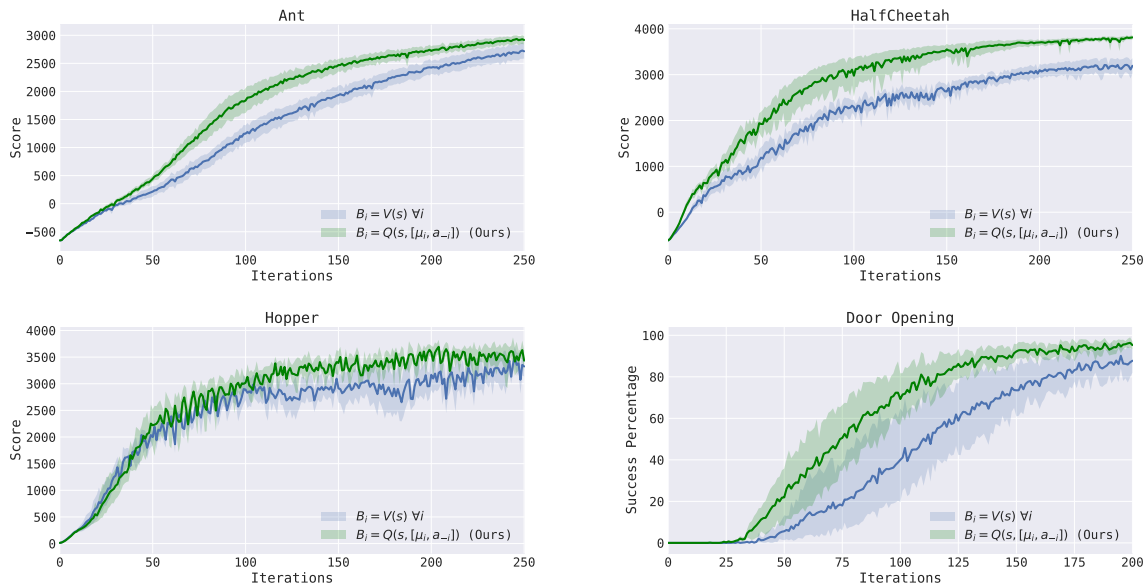 Ant
3000
2500
2000
1500
1000
500
0
−500
Score
0 50 100 150 200 250
Iterations
B_i = V(s) ∀i
B_i = Q(s, [μ_i, a_{−i}]) (Ours)
HalfCheetah
4000
3000
2000
1000
0
Score
0 50 100 150 200 250
Iterations
B_i = V(s) ∀i
B_i = Q(s, [μ_i, a_{−i}]) (Ours)
Hopper
4000
3500
3000
2500
2000
1500
1000
500
0
Score
0 50 100 150 200 250
Iterations
B_i = V(s) ∀i
B_i = Q(s, [μ_i, a_{−i}]) (Ours)
Door Opening
100
80
60
40
20
0
Success Percentage
0 25 50 75 100 125 150 175 200
Iterations
B_i = V(s) ∀i
B_i = Q(s, [μ_i, a_{−i}]) (Ours)